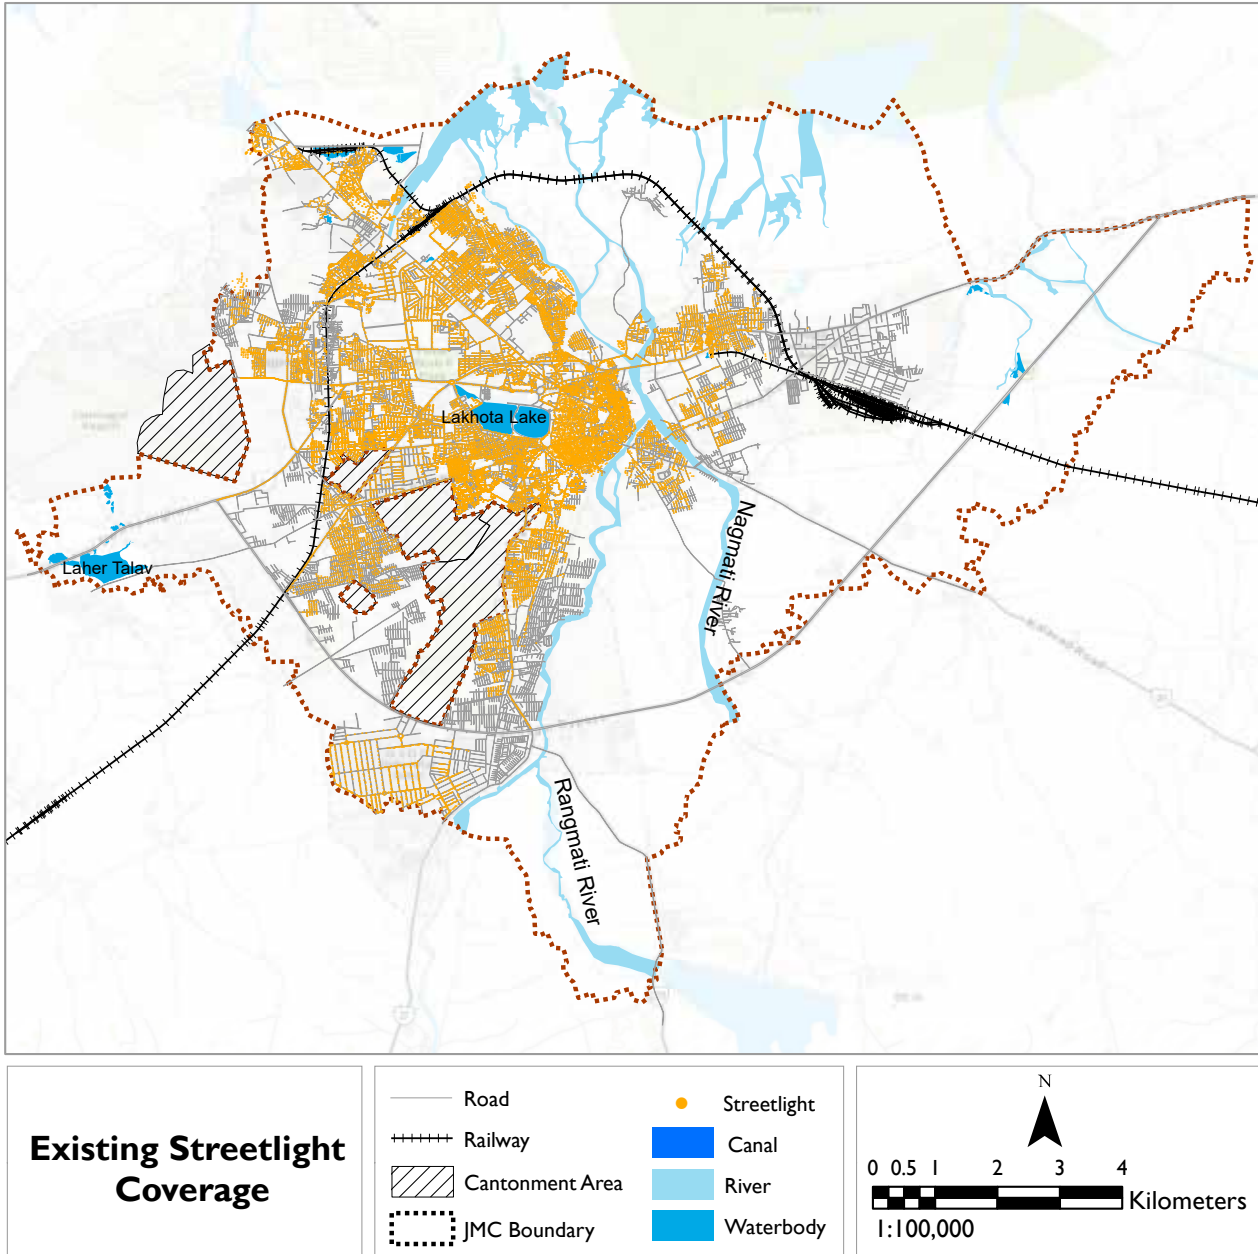 Lakhota Lake
Laher Talav
Nagmati River
Rangmati River
Existing Streetlight
Coverage
Road
Railway
Cantonment Area
JMC Boundary
Streetlight
Canal
River
Waterbody
N
0 0.5 1 2 3 4
Kilometers
1:100,000